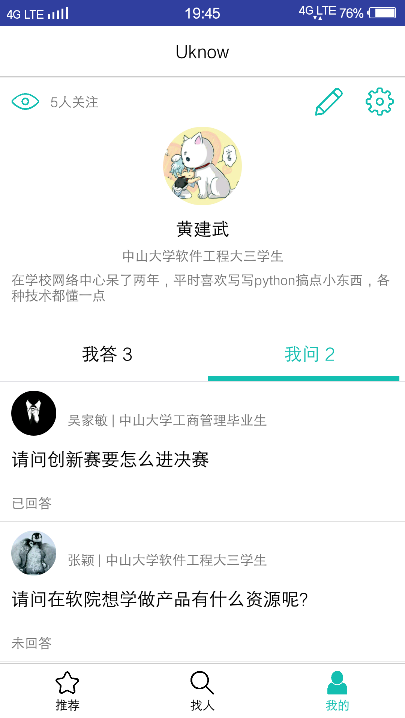 4G LTE 19:45 4G LTE 76%
Uknow
5人关注
黄建武
中山大学软件工程大三学生
在学校网络中心呆了两年，平时喜欢写写python搞点小东西，各
种技术都懂一点
我答 3 我问 2
吴家敏 | 中山大学工商管理毕业生
请问创新赛要怎么进决赛
已回答
张颖 | 中山大学软件工程大三学生
请问在软院想学做产品有什么资源呢?
未回答
推荐 找人 我的